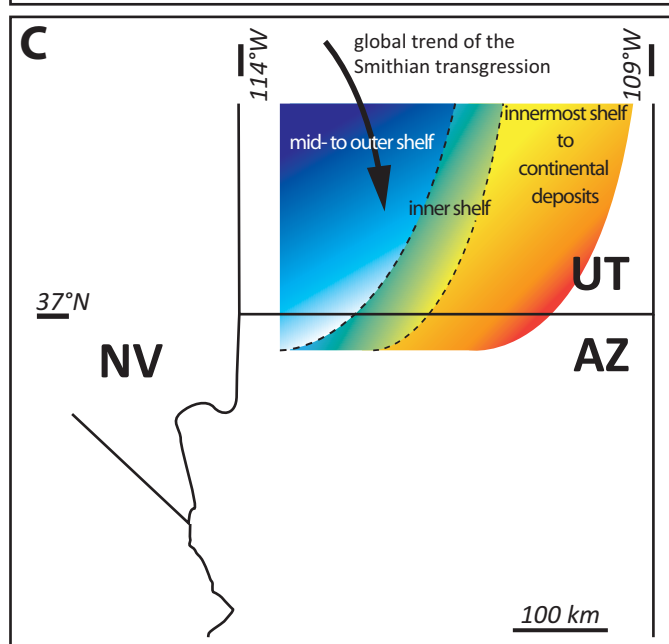 C
global trend of the
Smithian transgression
114°W
109°W
innermost shelf
to
continental
deposits
mid- to outer shelf
inner shelf
UT
37°N
NV
AZ
100 km